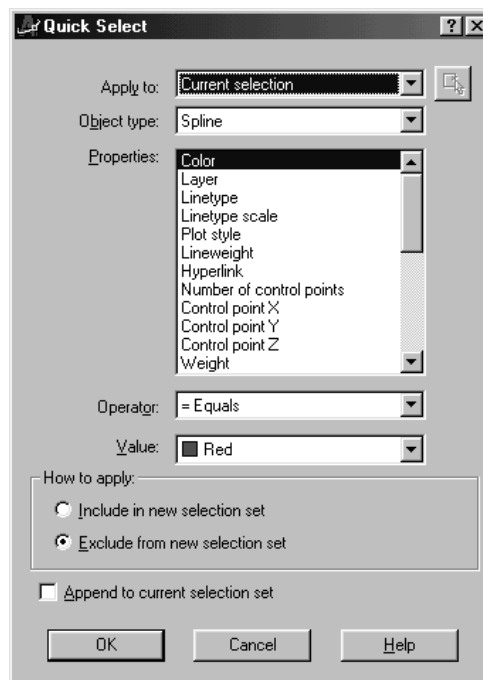 Quick Select
Apply to: Current selection
Object type: Spline
Properties: Color
Layer
Linetype
Linetype scale
Plot style
Lineweight
Hyperlink
Number of control points
Control point X
Control point Y
Control point Z
Weight
Operator: = Equals
Value: Red
How to apply:
Include in new selection set
Exclude from new selection set
Append to current selection set
OK Cancel Help